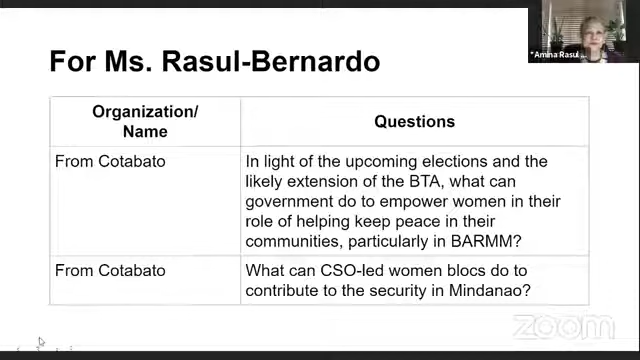 For Ms. Rasul-Bernardo
*Amina Rasul
Organization/
Name
Questions
From Cotabato
In light of the upcoming elections and the
likely extension of the BTA, what can
government do to empower women in their
role of helping keep peace in their
communities, particularly in BARMM?
From Cotabato
What can CSO-led women blocs do to
contribute to the security in Mindanao?
zoom